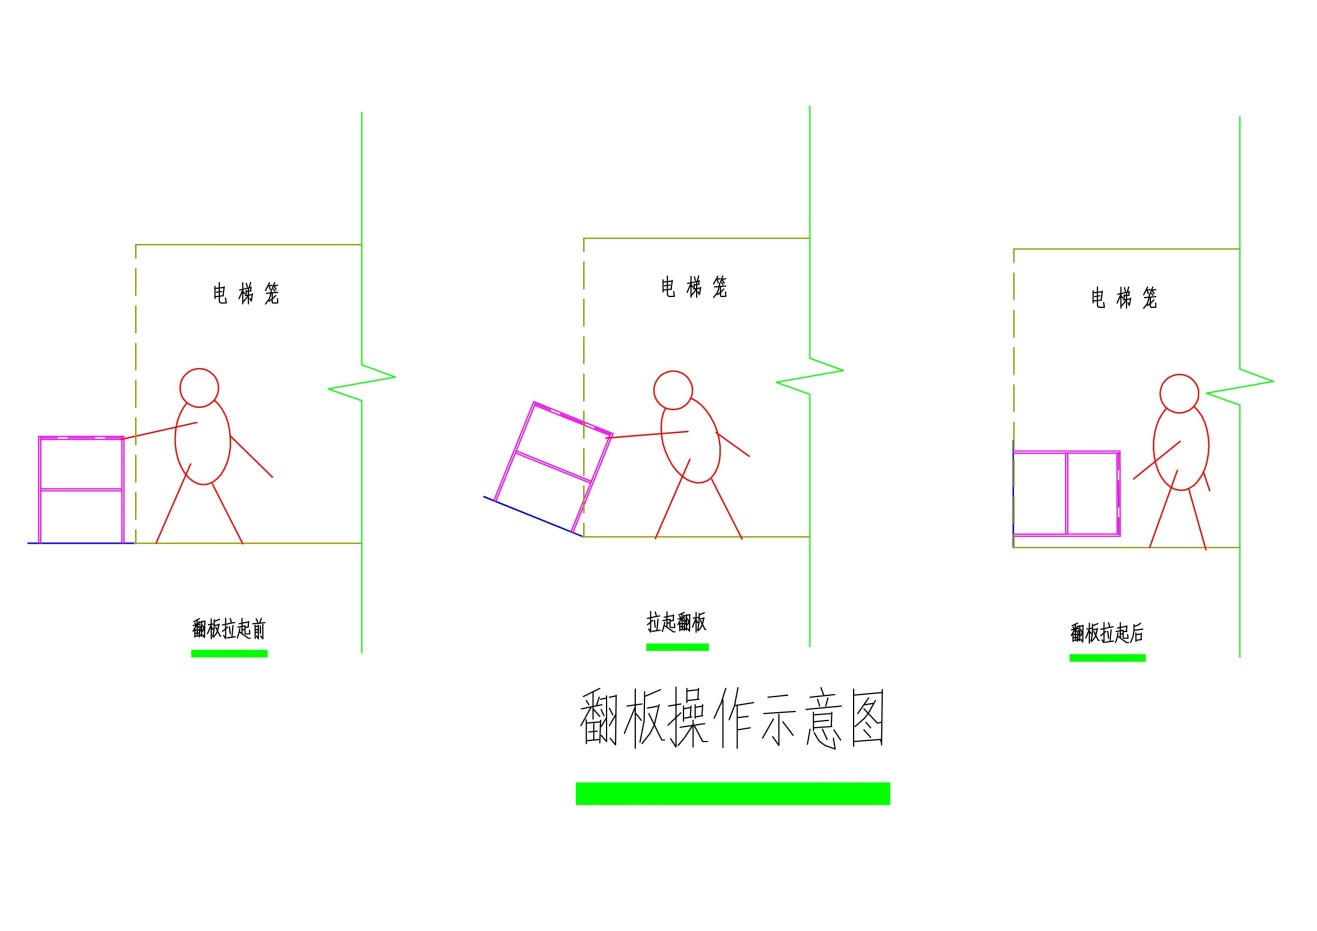 电 梯 笼
电 梯 笼
电 梯 笼
翻板拉起前
拉起翻板
翻板拉起后
翻板操作示意图